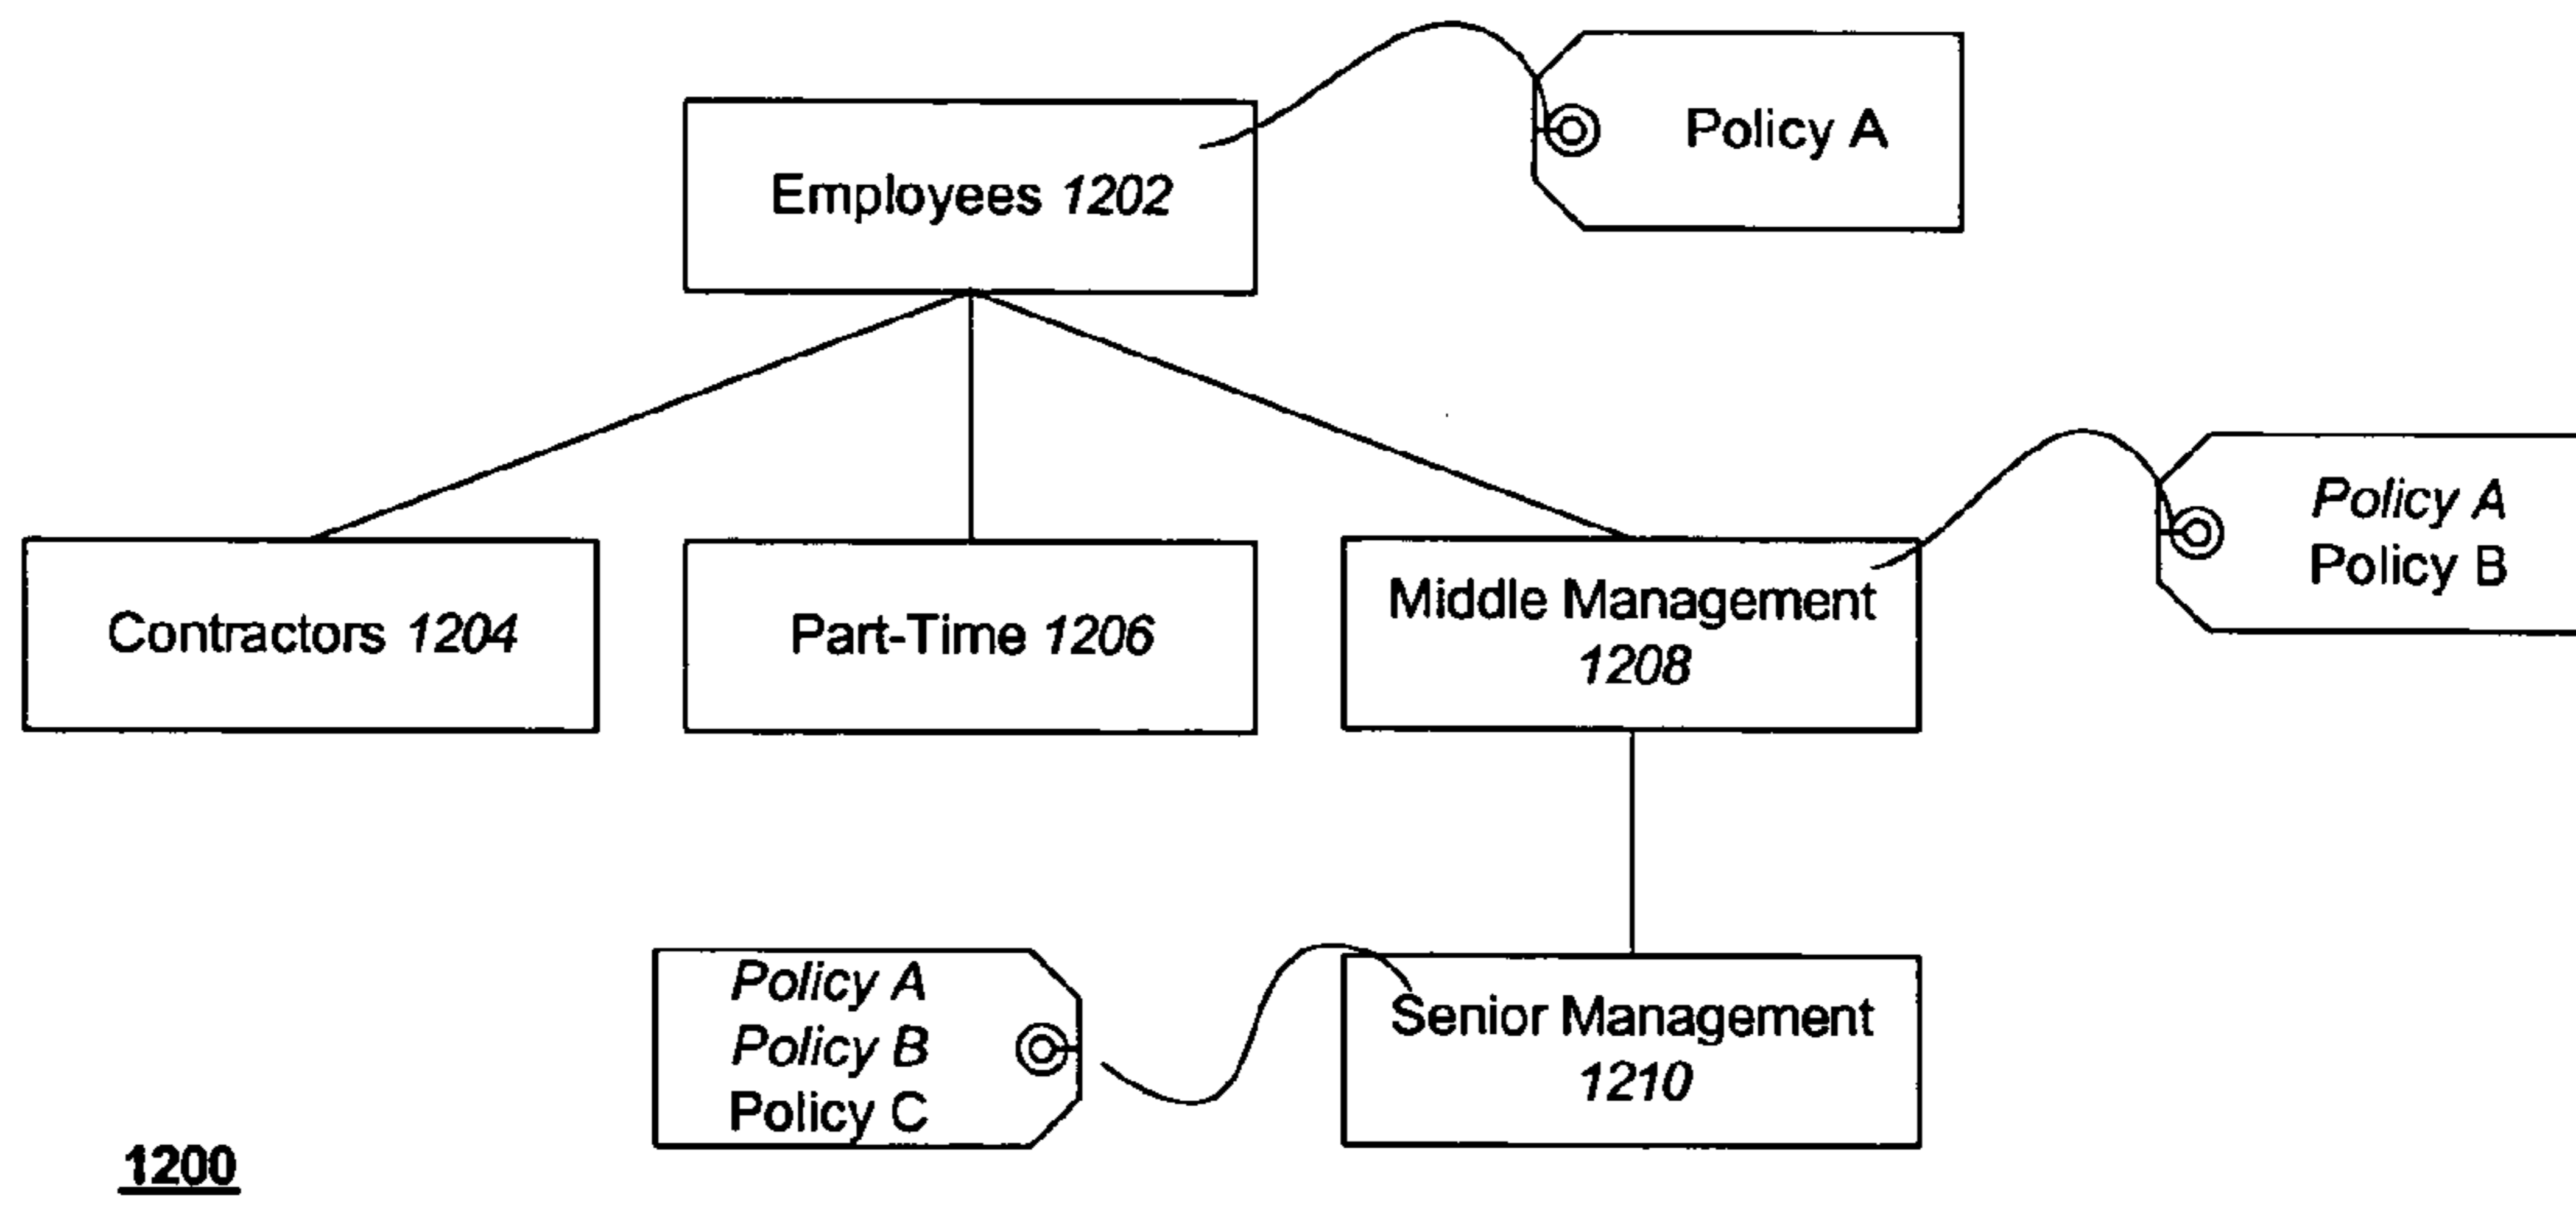 Policy A
Employees 1202
Policy A
Policy B
Contractors 1204
Part-Time 1206
Middle Management
1208
Policy A
Policy B
Policy C
Senior Management
1210
1200